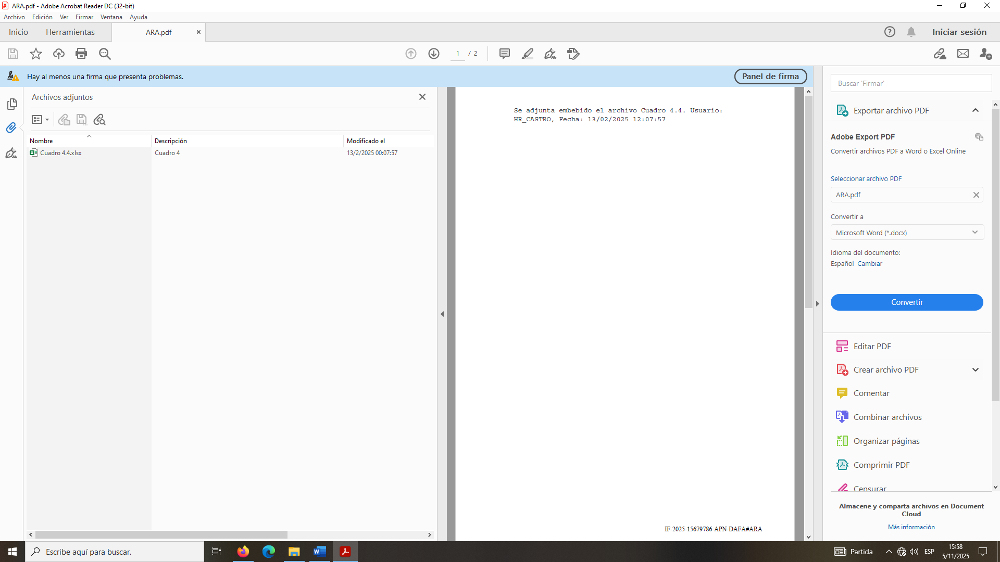 ARA.pdf - Adobe Acrobat Reader DC (32-bit)
Archivo Edición Ver Firmar Ventana Ayuda
Inicio Herramientas ARA.pdf Iniciar sesión
1 / 2
Hay al menos una firma que presenta problemas. Panel de firma
Archivos adjuntos
Nombre Descripción Modificado el
Cuadro 4.4.xlsx Cuadro 4 13/2/2025 00:07:57
Se adjunta embebido el archivo Cuadro 4.4. Usuario:
HR_CASTRO, Fecha: 13/02/2025 12:07:57
IF-2025-15679786-APN-DAFA#ARA
Buscar 'Firmar'
Exportar archivo PDF
Adobe Export PDF
Convertir archivos PDF a Word o Excel Online
Seleccionar archivo PDF
ARA.pdf
Convertir a
Microsoft Word (*.docx)
Idioma del documento:
Español Cambiar
Convertir
Editar PDF
Crear archivo PDF
Comentar
Combinar archivos
Organizar páginas
Comprimir PDF
Censurar
Almacene y comparta archivos en Document
Cloud
Más información
Escribe aquí para buscar.
Partida
ESP
15:58
5/11/2025